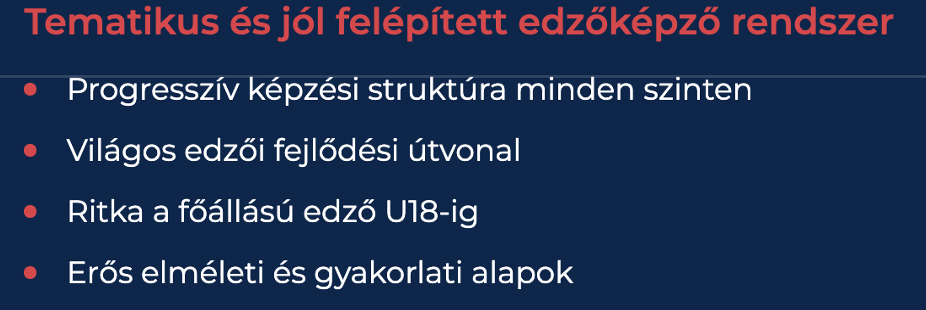 Tematikus és jól felépített edzőképző rendszer
• Progresszív képzési struktúra minden szinten
• Világos edzői fejlődési útvonal
• Ritka a főállású edző U18-ig
• Erős elméleti és gyakorlati alapok